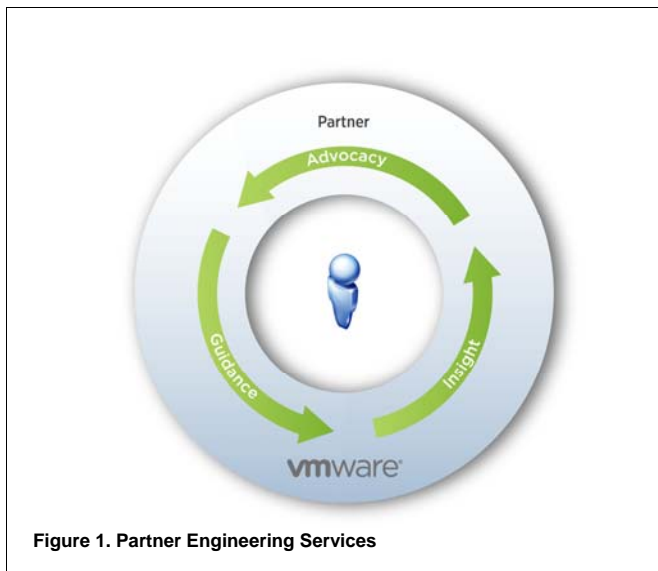 Partner
Advocacy
Guidance
Insight
vmware®
Figure 1. Partner Engineering Services